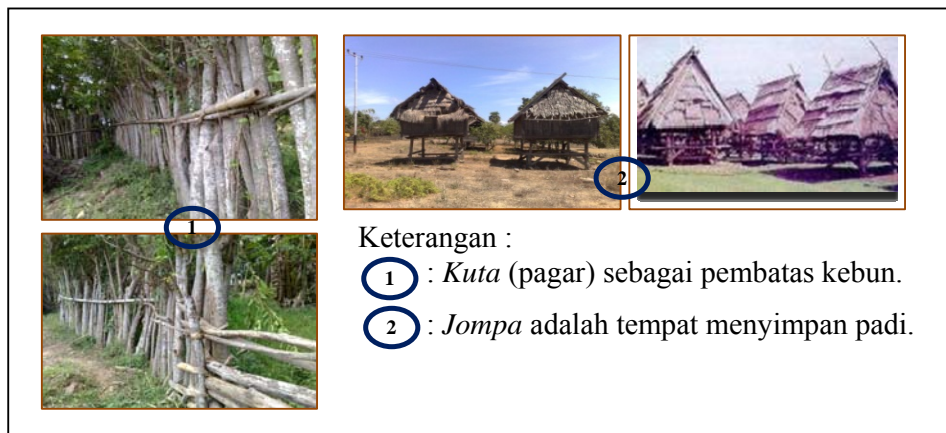 1
2
Keterangan :
1 : Kuta (pagar) sebagai pembatas kebun.
2 : Jompa adalah tempat menyimpan padi.